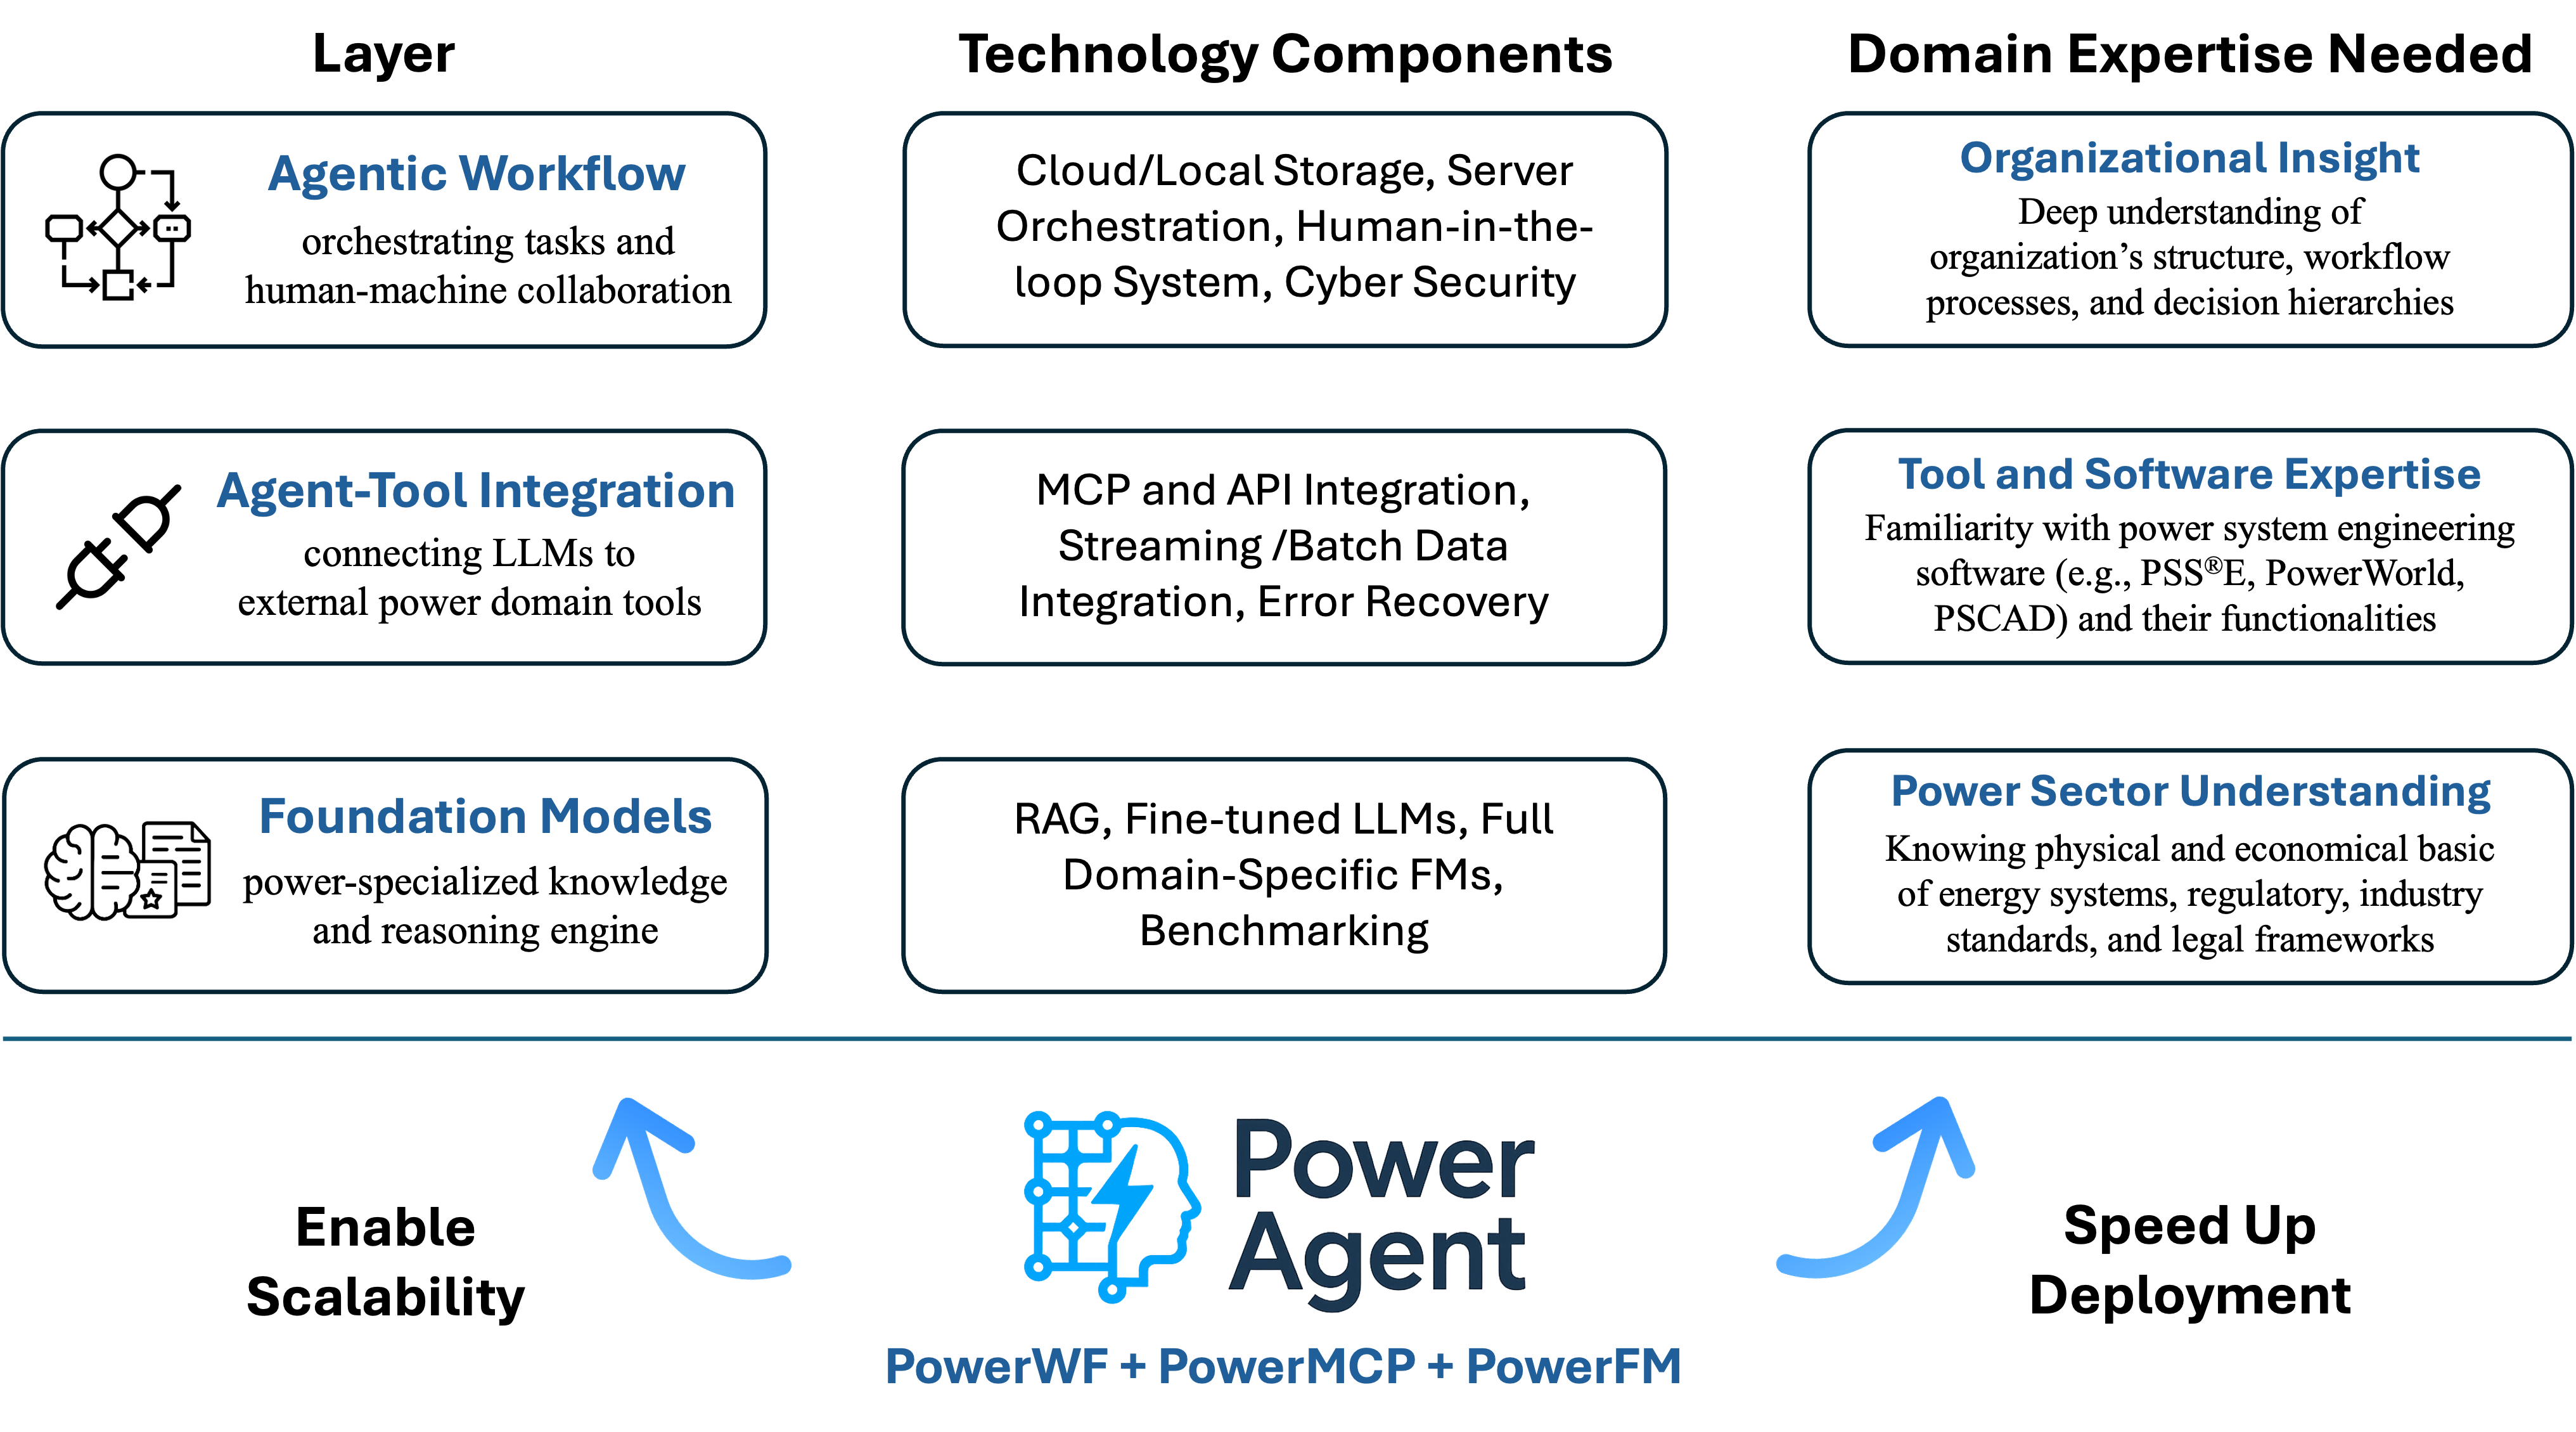 Layer
Technology Components
Domain Expertise Needed
Agentic Workflow
orchestrating tasks and
human-machine collaboration
Cloud/Local Storage, Server
Orchestration, Human-in-the-
loop System, Cyber Security
Organizational Insight
Deep understanding of
organization’s structure, workflow
processes, and decision hierarchies
Agent-Tool Integration
connecting LLMs to
external power domain tools
MCP and API Integration,
Streaming /Batch Data
Integration, Error Recovery
Tool and Software Expertise
Familiarity with power system engineering
software (e.g., PSS®E, PowerWorld,
PSCAD) and their functionalities
Foundation Models
power-specialized knowledge
and reasoning engine
RAG, Fine-tuned LLMs, Full
Domain-Specific FMs,
Benchmarking
Power Sector Understanding
Knowing physical and economical basic
of energy systems, regulatory, industry
standards, and legal frameworks
Enable
Scalability
Power
Agent
PowerWF + PowerMCP + PowerFM
Speed Up
Deployment